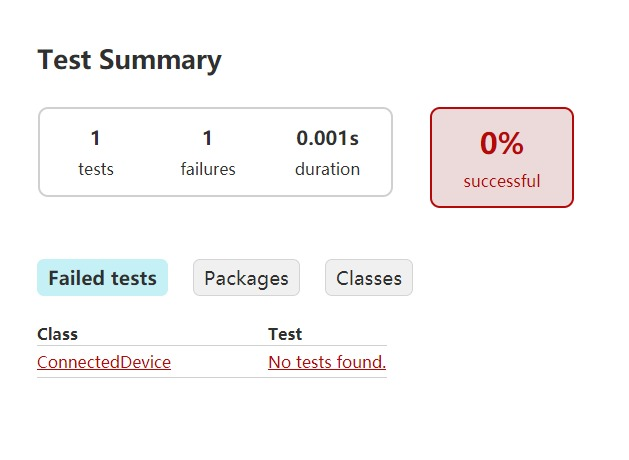 Test Summary
1 1 0.001s
tests failures duration
0%
successful
Failed tests Packages Classes
Class Test
ConnectedDevice No tests found.